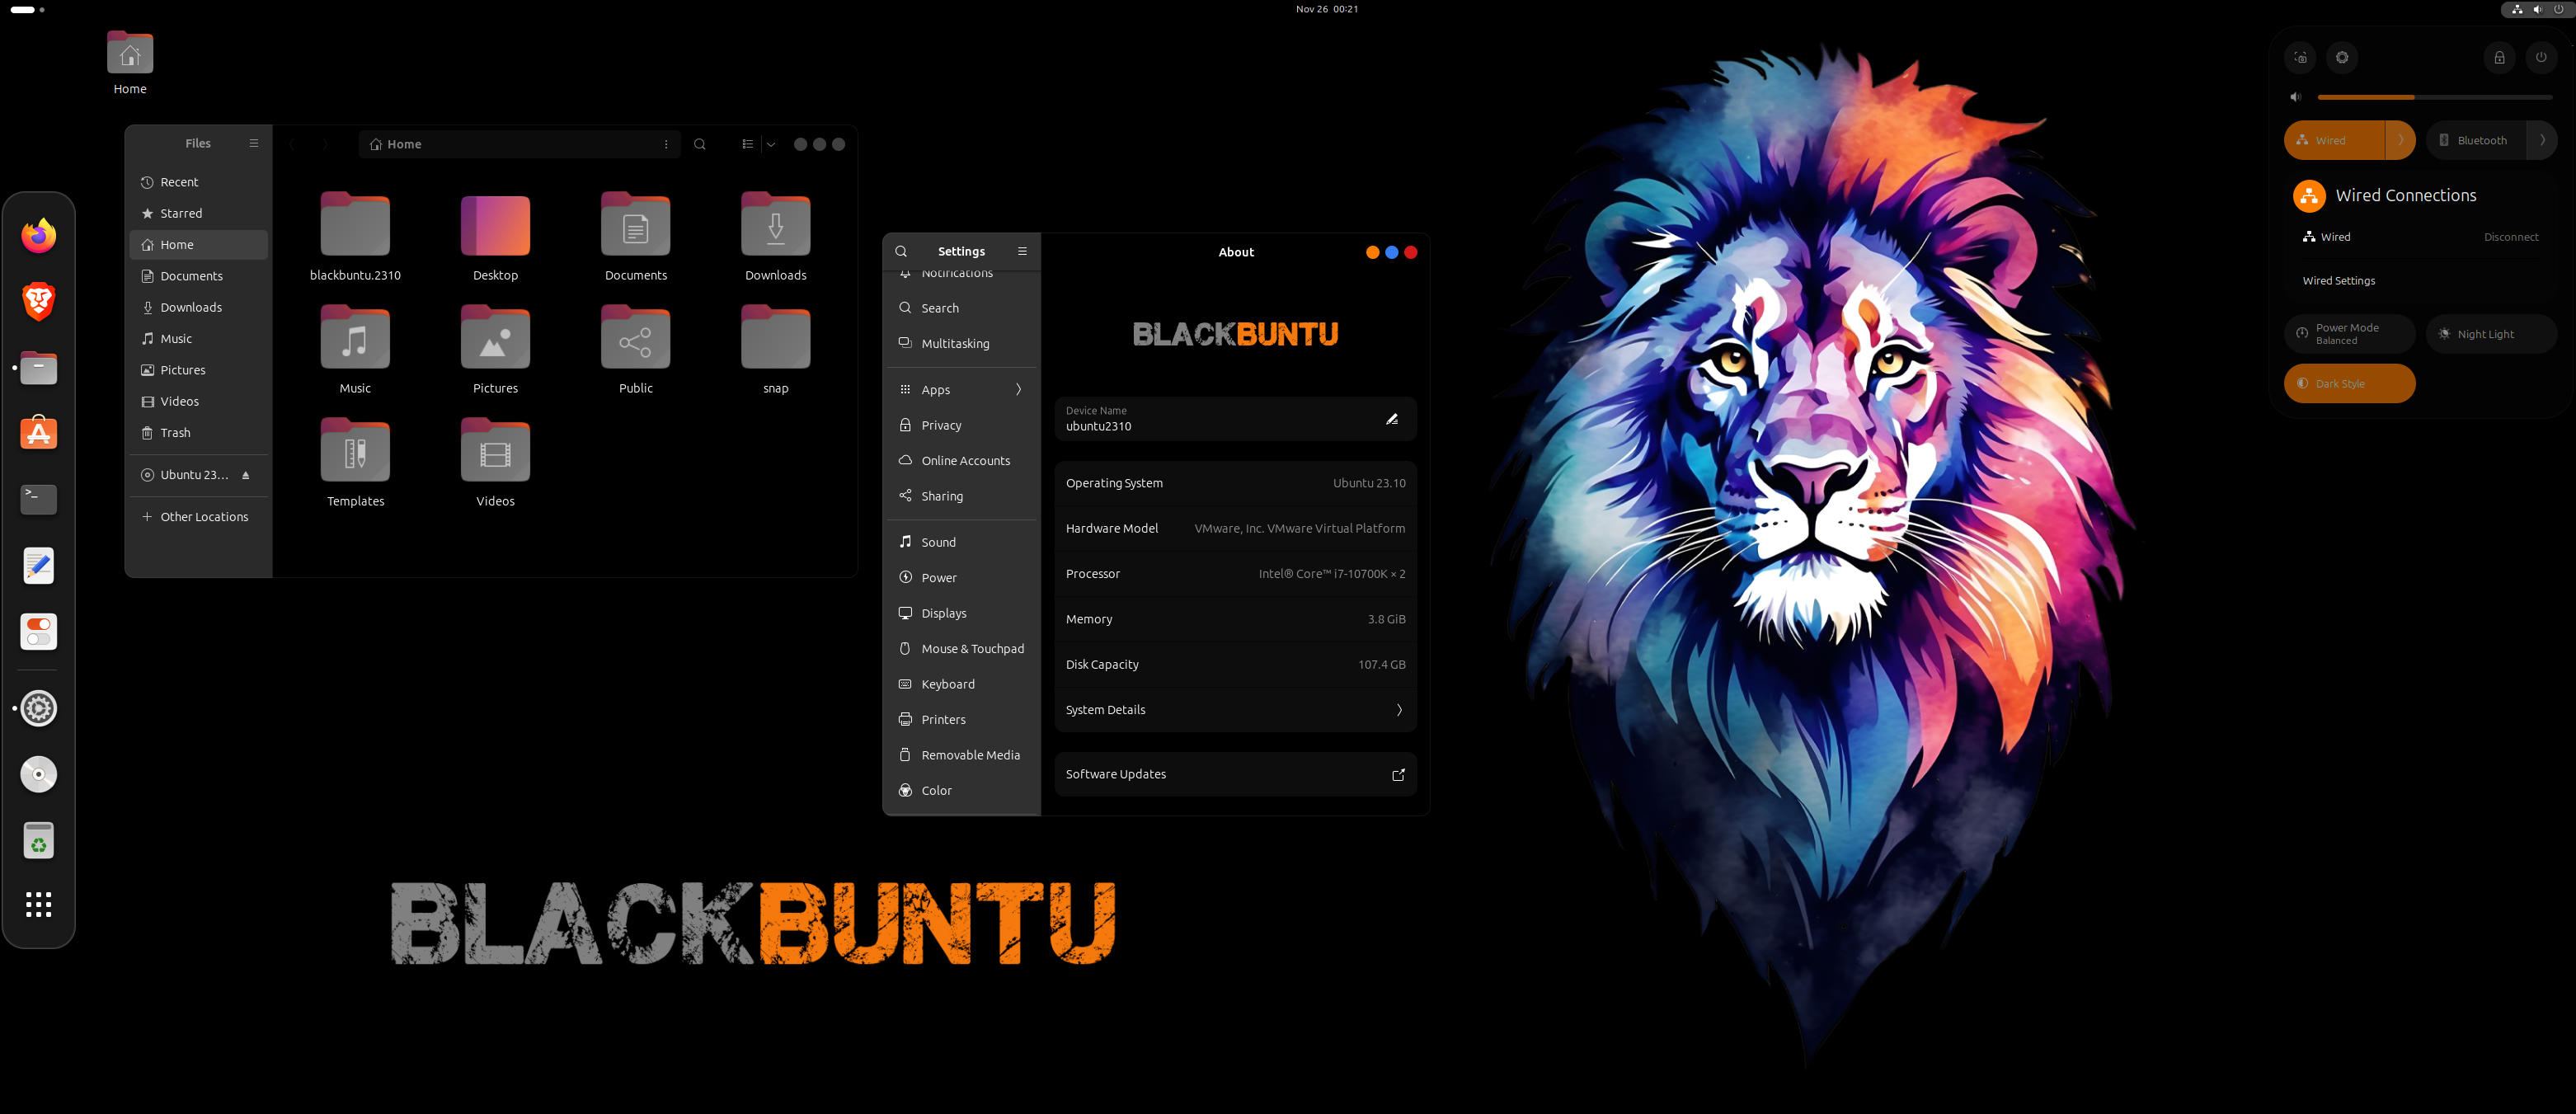 Nov 26 00:21
Home
Files
Home
Recent
Starred
Home
Documents
Downloads
Music
Pictures
Videos
Trash
Ubuntu 23...
Other Locations
blackbuntu.2310
Desktop
Documents
Downloads
Music
Pictures
Public
snap
Templates
Videos
Settings
Notifications
Search
Multitasking
Apps
Privacy
Online Accounts
Sharing
Sound
Power
Displays
Mouse & Touchpad
Keyboard
Printers
Removable Media
Color
About
BLACKBUNTU
Device Name
ubuntu2310
Operating System Ubuntu 23.10
Hardware Model VMware, Inc. VMware Virtual Platform
Processor Intel® Core™ i7-10700K × 2
Memory 3.8 GiB
Disk Capacity 107.4 GB
System Details
Software Updates
Wired Bluetooth
Wired Connections
Wired Disconnect
Wired Settings
Power Mode
Balanced
Night Light
Dark Style
BLACKBUNTU